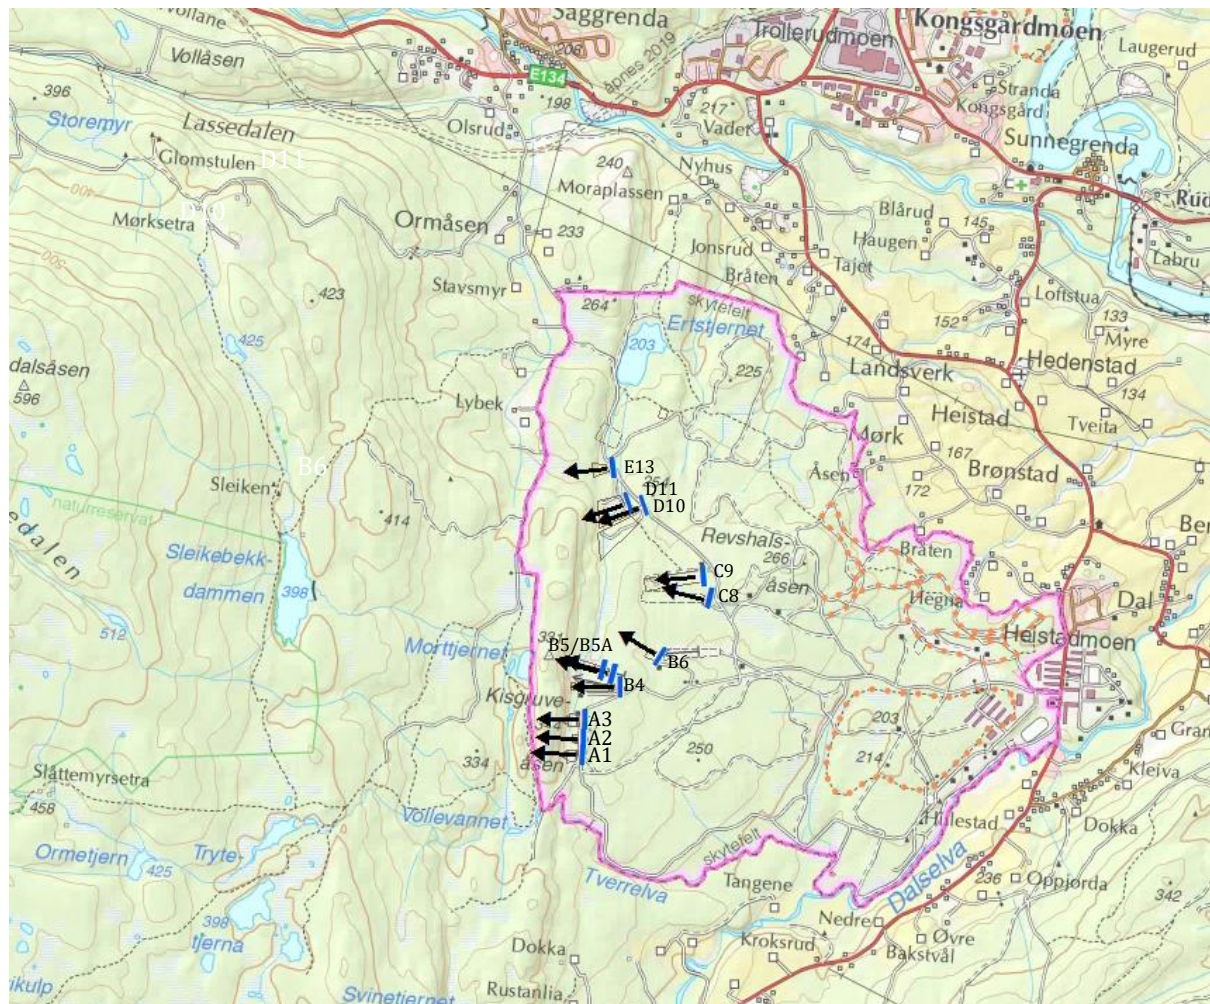 Vollane
Saggrenda
Kongsgårdmoen
Trollerudmoen
Laugerud
Vollåsen
208
E134
åpnes 2019
396
Stranda
Storemyr
Lassedalen
198
217
Kongsgård
Olsrud
Vadet
Sunnegrenda
Glomstulen D11
240
Nyhus
Moraplassen
D10
Mørksetra
Ormåsen
233
Blårud
145
Rud
Jonsrud
Haugen
500
Bråten
Tajet
Labru
Stavsmyr
423
264
skytefelt
Loftstua
Ertstjernet
152
133
Myre
425
203
174
Hedenstad
dalsåsen
596
225
Landsverk
134
Lybek
Heistad
Tveita
Mørk
B6
E13
167
Sleiken
254
Åsen
Brønstad
naturreservat
D11
172
D10
414
edalen
Revshals-
Ber
266
Bråten
Sleikebekk-
dammen
C9
åsen
398
C8
Hegna
Dal
512
331
B5/B5A
Heistadmoen
Morttjernet
B6
Kisgruve-
B4
A3
203
A2
Gran
334
åsen
A1
250
214
Slåttemyrsetra
Kleiva
458
Vollevannet
Hulestad
Dokka
Ormetjern
425
Tryte-
skytefelt
Tverrelva
Dalselva
236
Oppjorda
342
Tangene
398
tjerna
Nedre
Øvre
Dokka
Kroksrud
Bakstvål
vikulp
Svinetjernet
Rustanlia